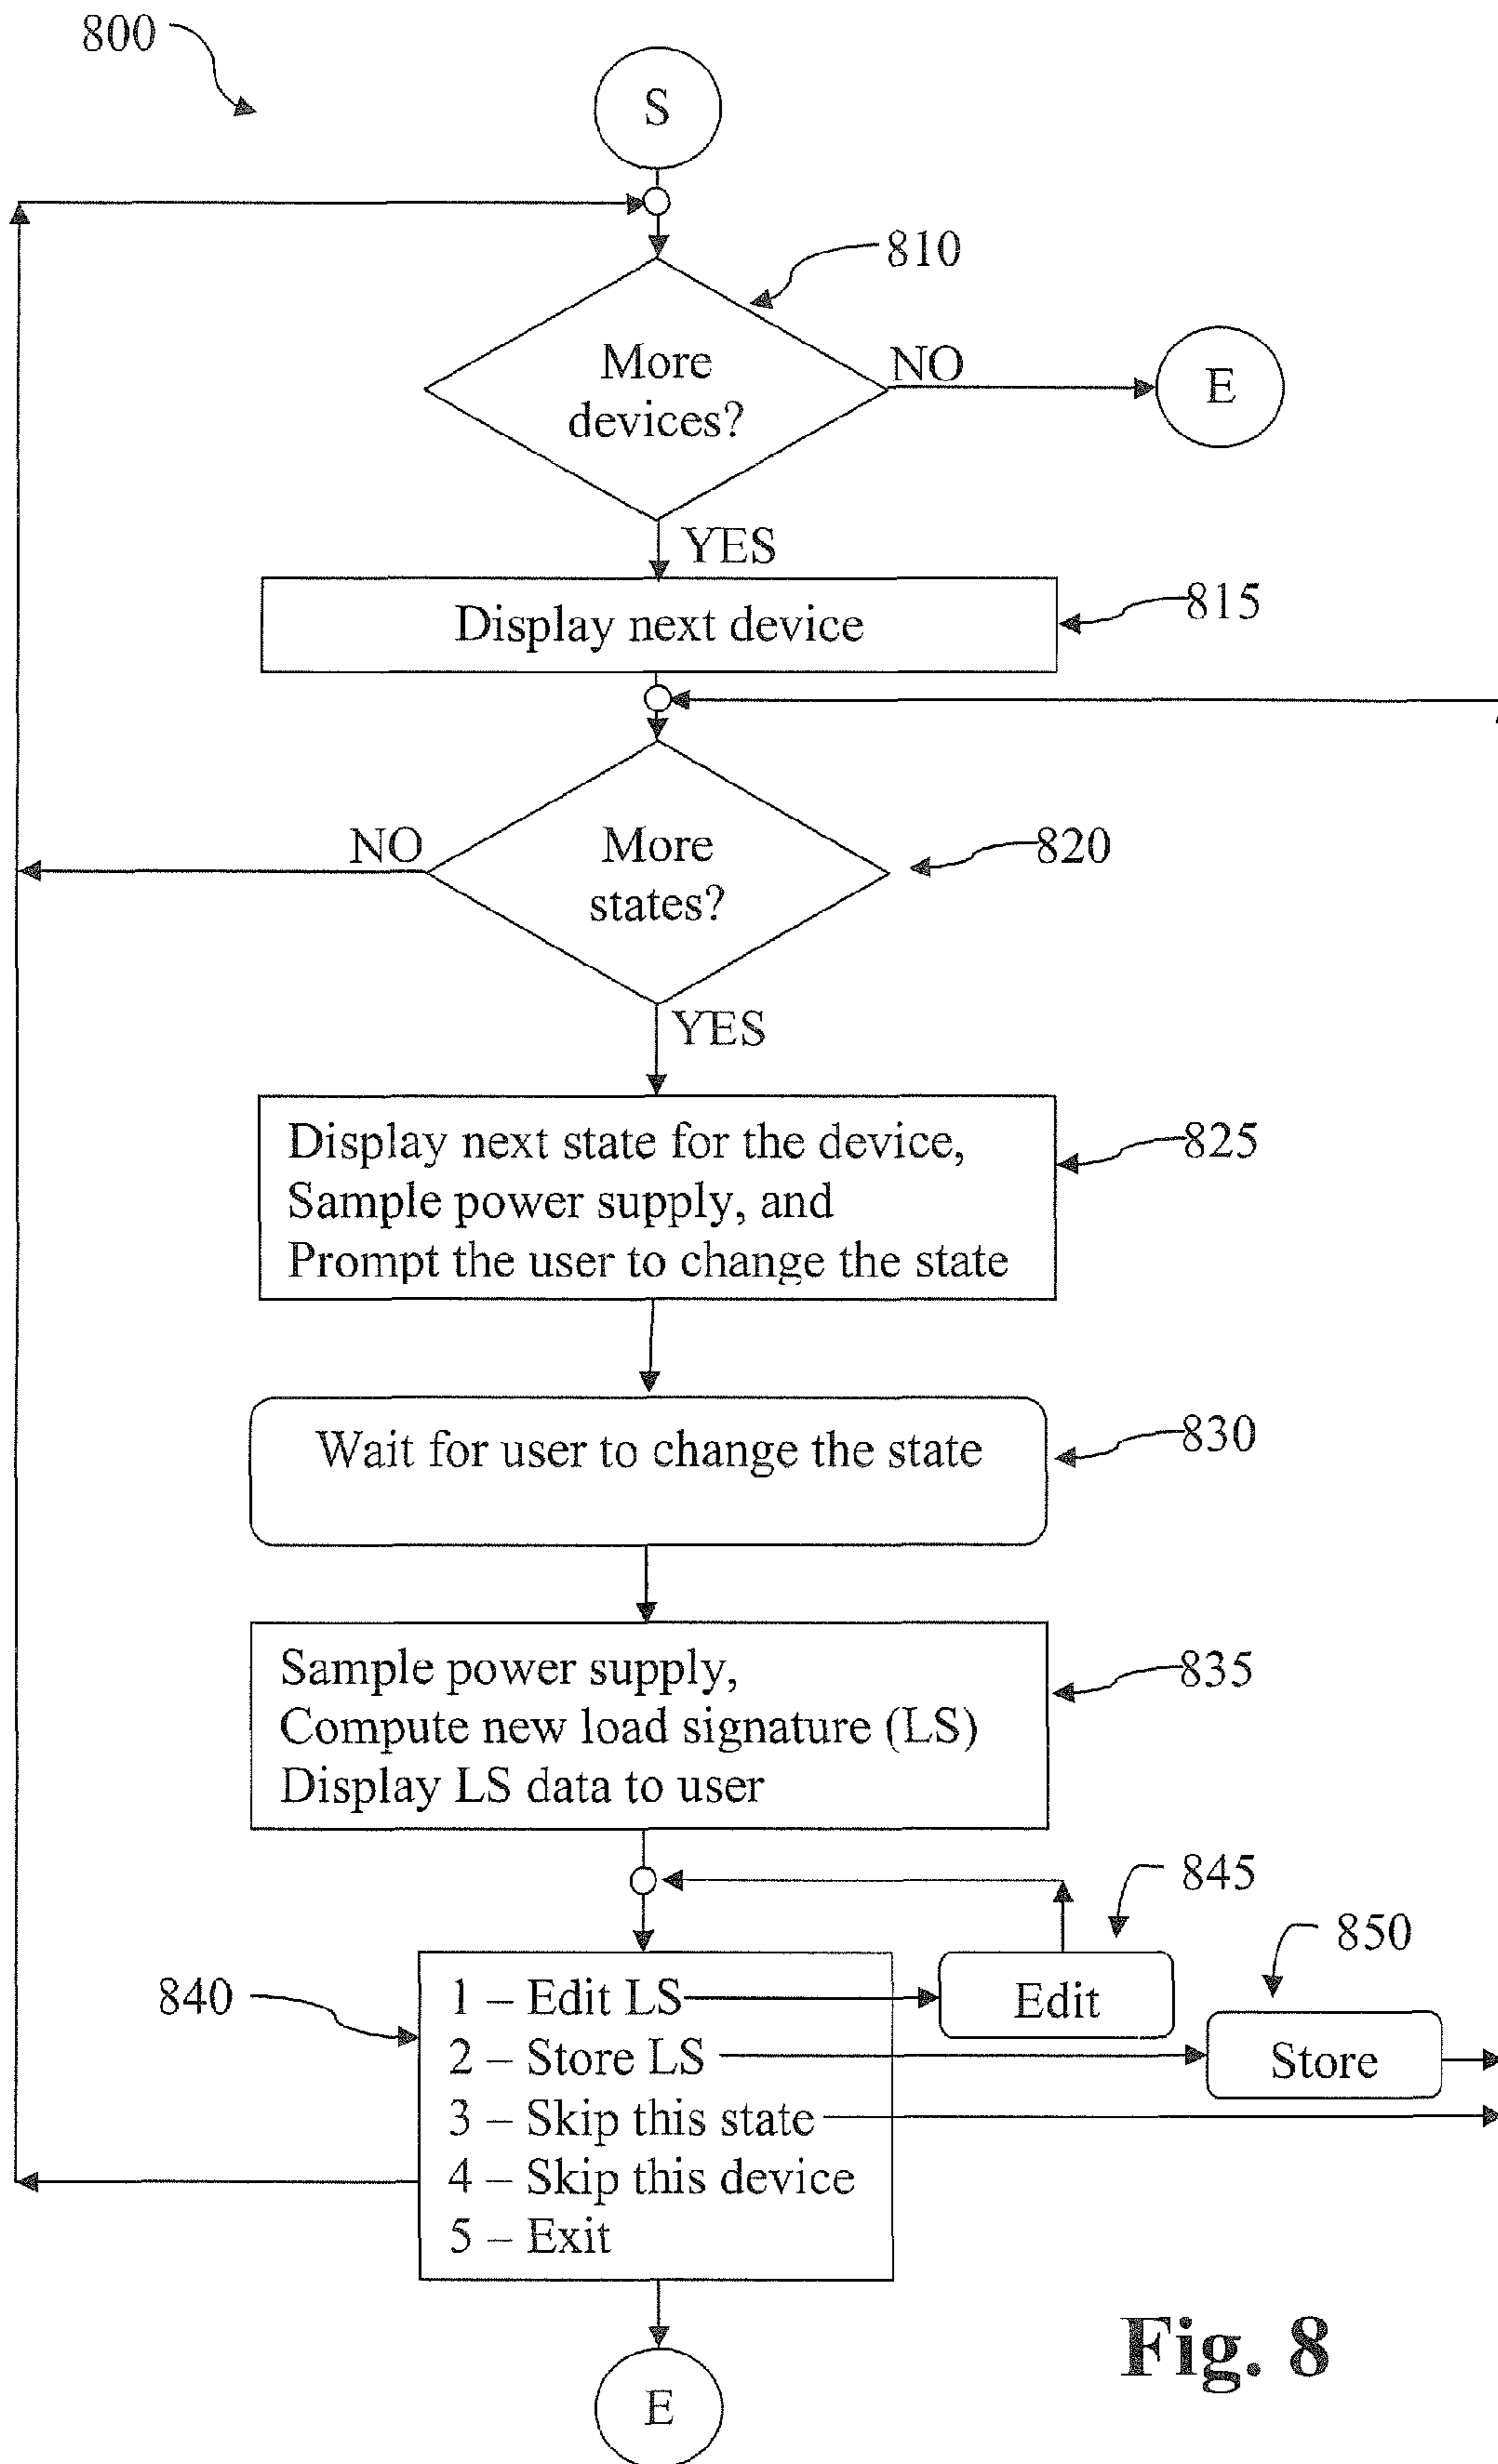 800
S
810
More
devices?
NO
E
YES
Display next device
815
More
states?
NO
820
YES
Display next state for the device,
Sample power supply, and
Prompt the user to change the state
825
Wait for user to change the state
830
Sample power supply,
Compute new load signature (LS)
Display LS data to user
835
845
850
840
1 – Edit LS
Edit
2 – Store LS
Store
3 – Skip this state
4 – Skip this device
5 – Exit
E
Fig. 8